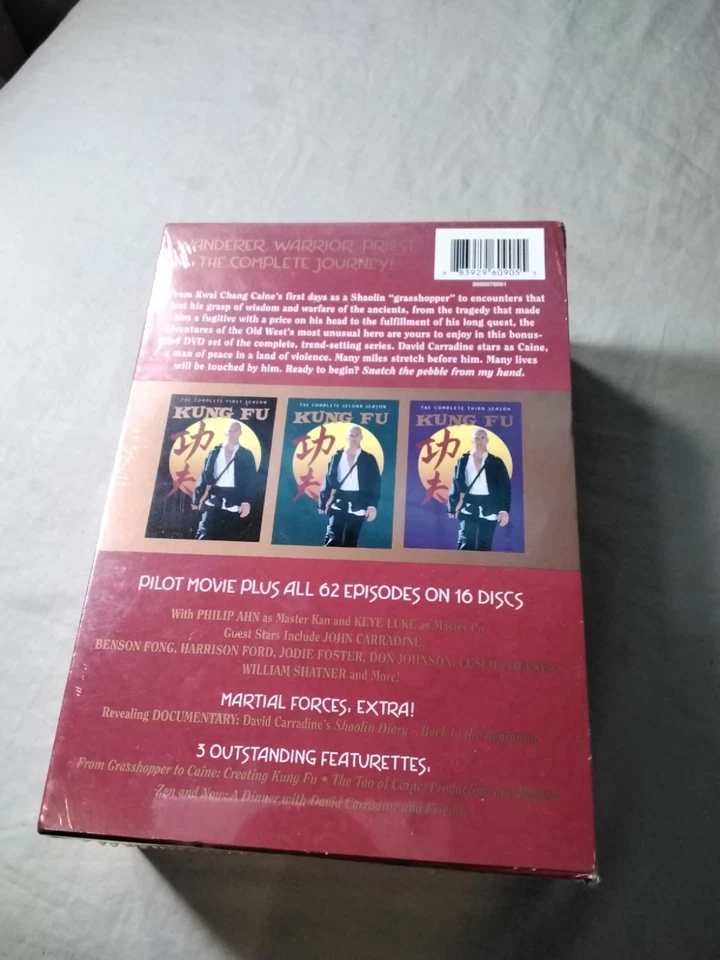 WANDERER. WARRIOR. PRIEST.
THE COMPLETE JOURNEY!
83929 60905
From Kwai Chang Caine's first days as a Shaolin "grasshopper" to encounters that
test his grasp of wisdom and warfare of the ancients, from the tragedy that made
him a fugitive with a price on his head to the fulfillment of his long quest, the
adventures of the Old West's most unusual hero are yours to enjoy in this bonus-
DVD set of the complete, trend-setting series. David Carradine stars as Caine,
a man of peace in a land of violence. Many miles stretch before him. Many lives
will be touched by him. Ready to begin? Snatch the pebble from my hand.
THE COMPLETE FIRST SEASON
KUNG FU
功夫
THE COMPLETE SECOND SEASON
KUNG FU
功夫
THE COMPLETE THIRD SEASON
KUNG FU
功夫
PILOT MOVIE PLUS ALL 62 EPISODES ON 16 DISCS
With PHILIP AHN as Master Kan and KEYE LUKE as Master Po
Guest Stars Include JOHN CARRADINE,
BENSON FONG, HARRISON FORD, JODIE FOSTER, DON JOHNSON, LESLIE NIELSEN,
WILLIAM SHATNER and More!
MARTIAL FORCES, EXTRA!
Revealing DOCUMENTARY: David Carradine's Shaolin Diary: Back to the Beginning
3 OUTSTANDING FEATURETTES:
From Grasshopper to Caine: Creating Kung Fu • The Tao of Caine: Production and
Zen and Now: A Dinner with David Carradine and Friends